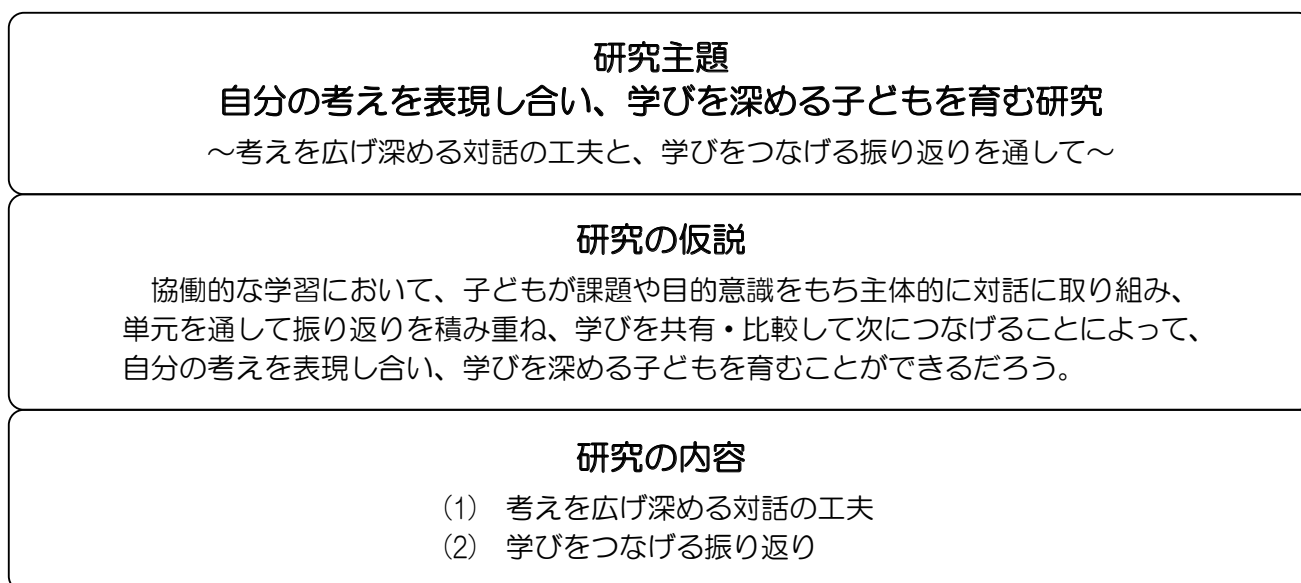 研究主題
自分の考えを表現し合い、学びを深める子どもを育む研究
～考えを広げ深める対話の工夫と、学びをつなげる振り返りを通して～
研究の仮説
協働的な学習において、子どもが課題や目的意識をもち主体的に対話に取り組み、
単元を通して振り返りを積み重ね、学びを共有・比較して次につなげることによって、
自分の考えを表現し合い、学びを深める子どもを育むことができるだろう。
研究の内容
(1) 考えを広げ深める対話の工夫
(2) 学びをつなげる振り返り